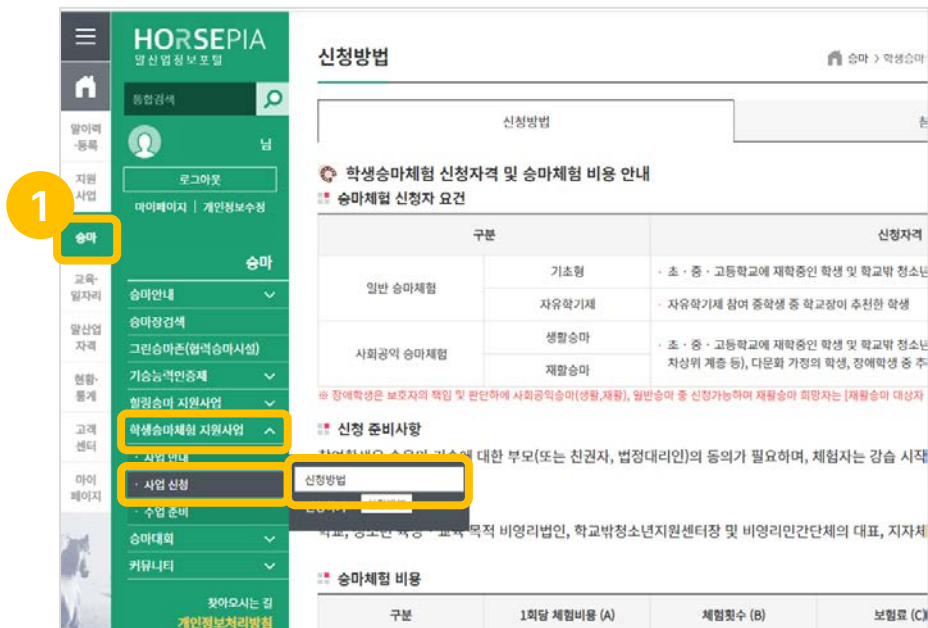 HORSEPIA
말산업정보포털
통합검색
님
로그아웃
마이페이지 | 개인정보수정
말이력
·등록
지원
사업
1
승마
교육·
일자리
말산업
자격
현황·
통계
고객
센터
마이
페이지
승마
승마안내
승마장검색
그린승마존(협력승마시설)
기승능력인증제
힐링승마 지원사업
학생승마체험 지원사업
· 사업 안내
· 사업 신청
· 수업 준비
승마대회
커뮤니티
찾아오시는 길
개인정보처리방침
신청방법
신청방법
승마 > 학생승마
신청방법
학생승마체험 신청자격 및 승마체험 비용 안내
승마체험 신청자 요건
구분 신청자격
일반 승마체험 기초형 · 초 · 중 · 고등학교에 재학중인 학생 및 학교밖 청소년
자유학기제 · 자유학기제 참여 중학생 중 학교장이 추천한 학생
사회공익 승마체험 생활승마 · 초 · 중 · 고등학교에 재학중인 학생 및 학교밖 청소년
재활승마 차상위 계층 등), 다문화 가정의 학생, 장애학생 중 추
※ 장애학생은 보호자의 책임 및 판단하에 사회공익승마(생활,재활), 일반승마 중 신청가능하며 재활승마 희망자는 [재활승마 대상자
신청 준비사항
대한 부모(또는 친권자, 법정대리인)의 동의가 필요하며, 체험자는 강습 시작
목적 비영리법인, 학교밖청소년지원센터장 및 비영리민간단체의 대표, 지자체
승마체험 비용
구분 1회당 체험비용 (A) 체험횟수 (B) 보험료 (C)